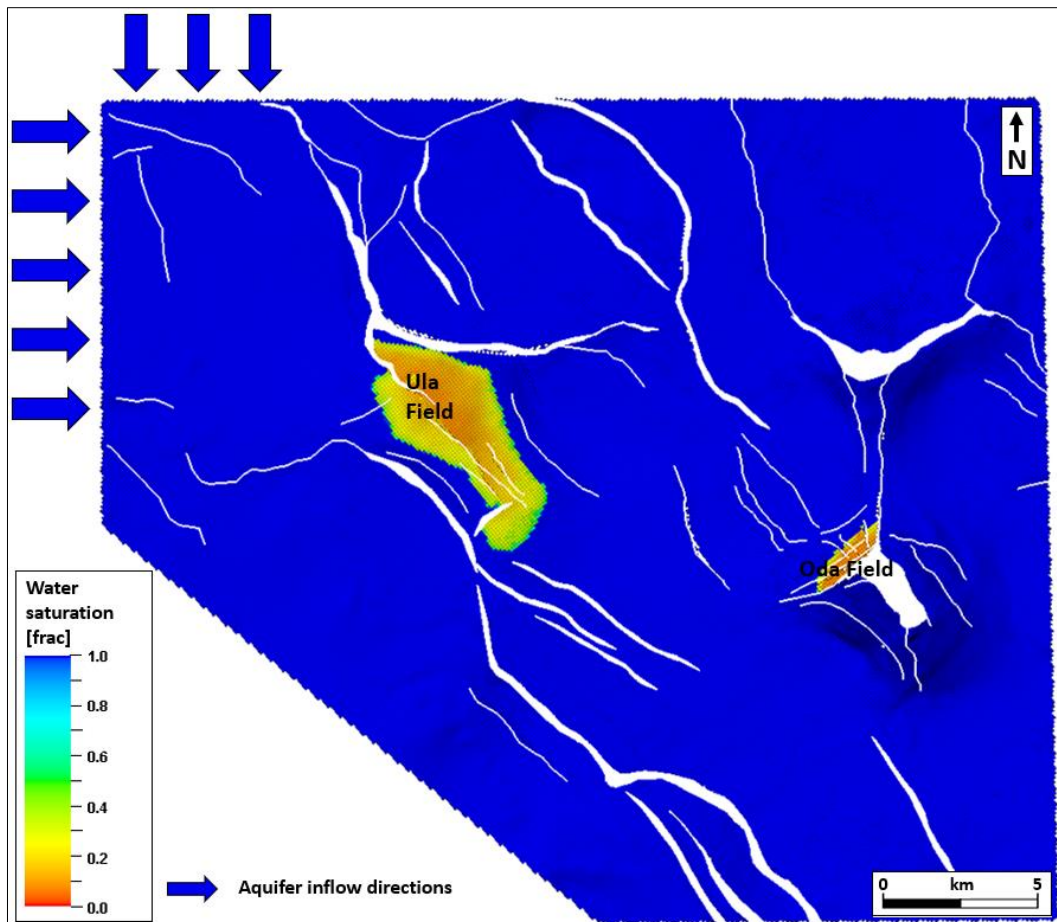 N
Ula
Field
Oda Field
Water
saturation
[frac]
1.0
0.8
0.6
0.4
0.2
0.0
Aquifer inflow directions
0 km 5